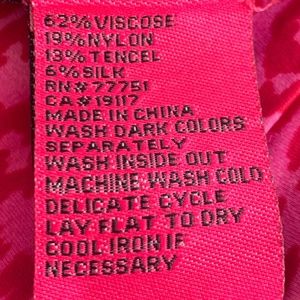 62% VISCOSE
19% NYLON
13% TENCEL
6% SILK
RN# 77751
CA# 19117
MADE IN CHINA
WASH DARK COLORS
SEPARATELY
WASH INSIDE OUT
MACHINE WASH COLD
DELICATE CYCLE
LAY FLAT TO DRY
COOL IRON IF
NECESSARY